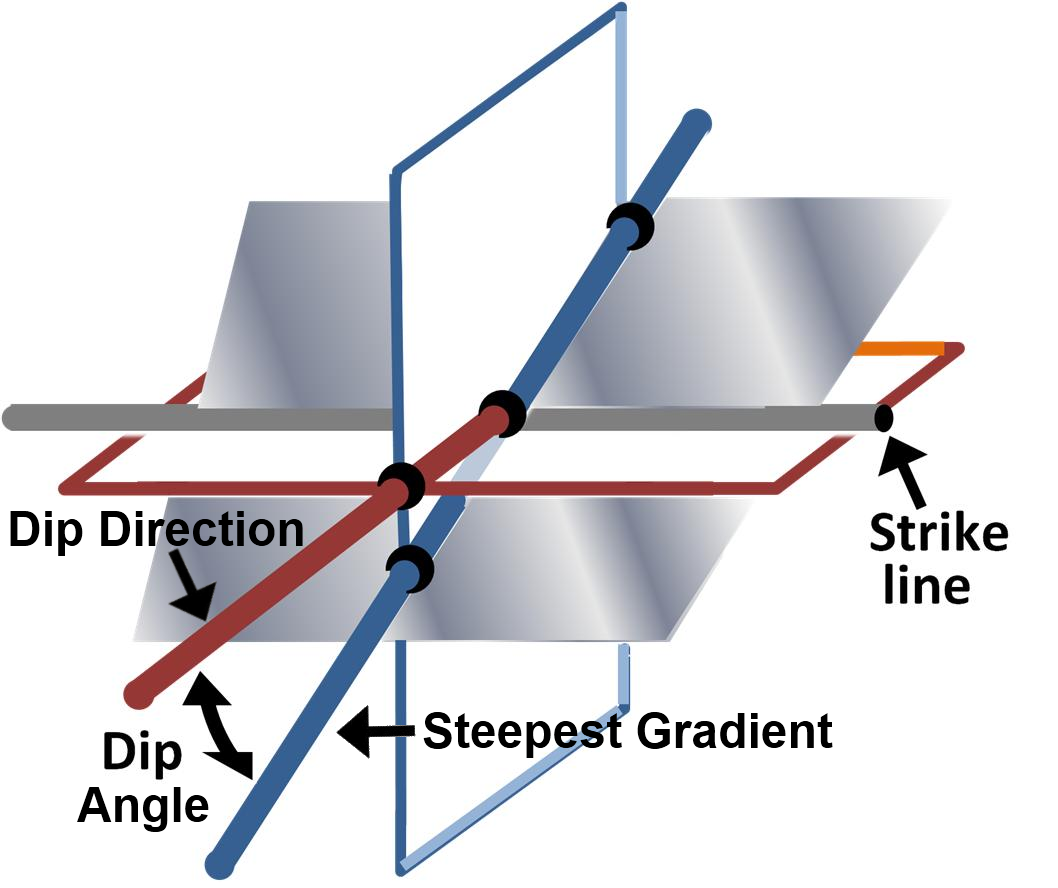 Dip Direction
Strike
line
Steepest Gradient
Dip
Angle